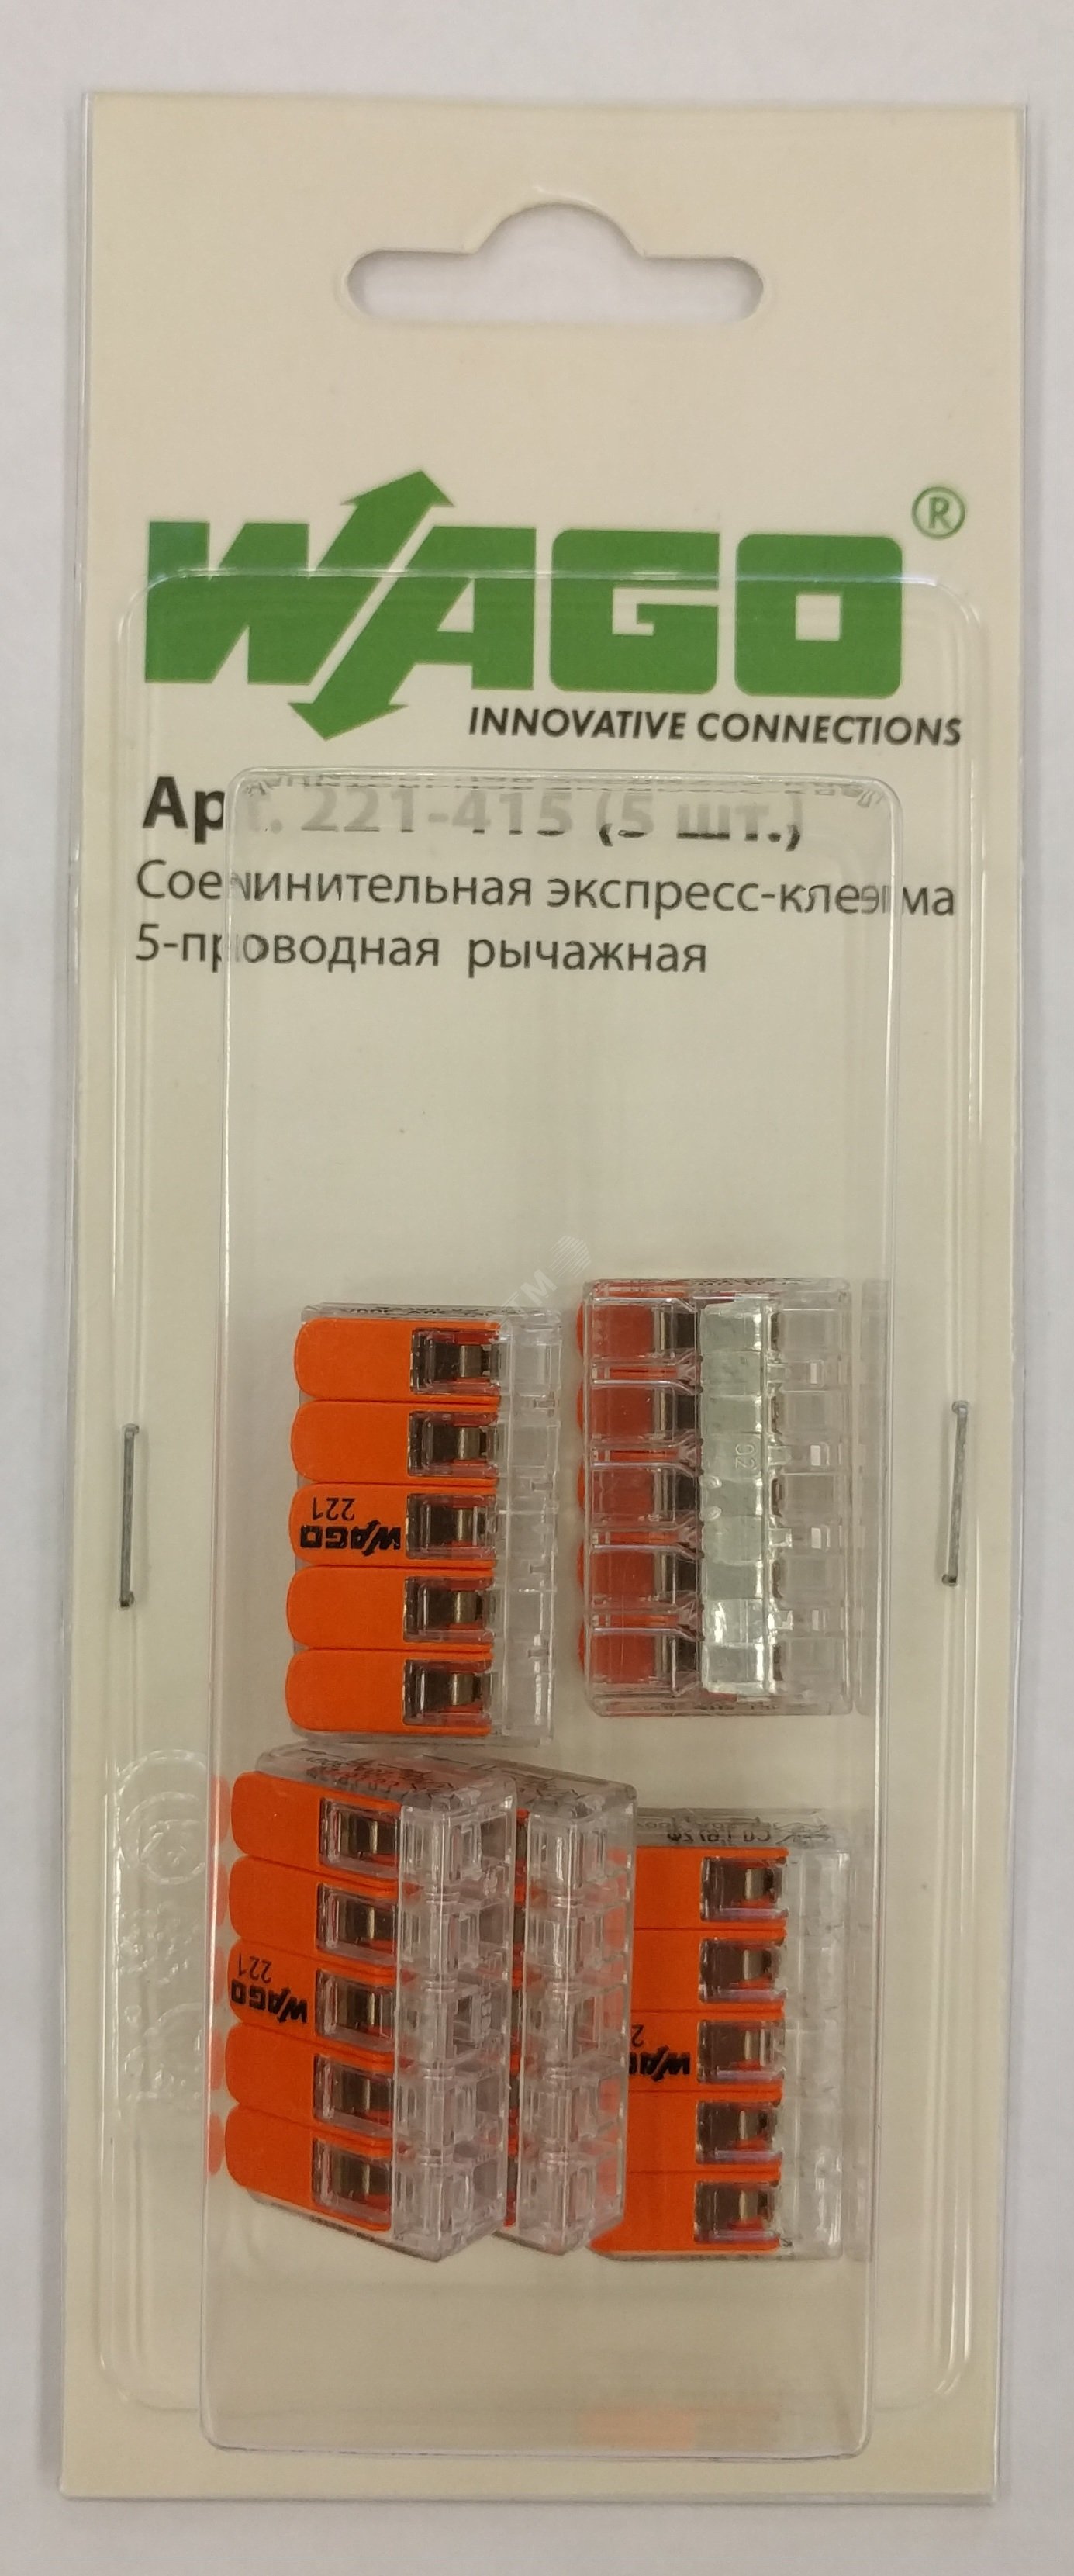 WAGO®
INNOVATIVE CONNECTIONS
Арт. 221-415 (5 шт.)
Соединительная экспресс-клемма
5-проводная рычажная
221
WAGO
221
WAGO